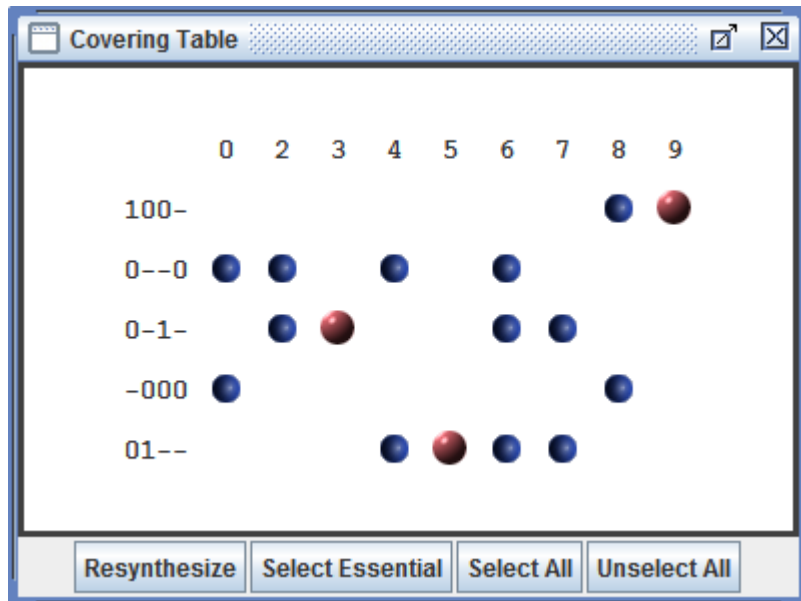 Covering Table
0 2 3 4 5 6 7 8 9
100-
0--0
0-1-
-000
01--
Resynthesize Select Essential Select All Unselect All